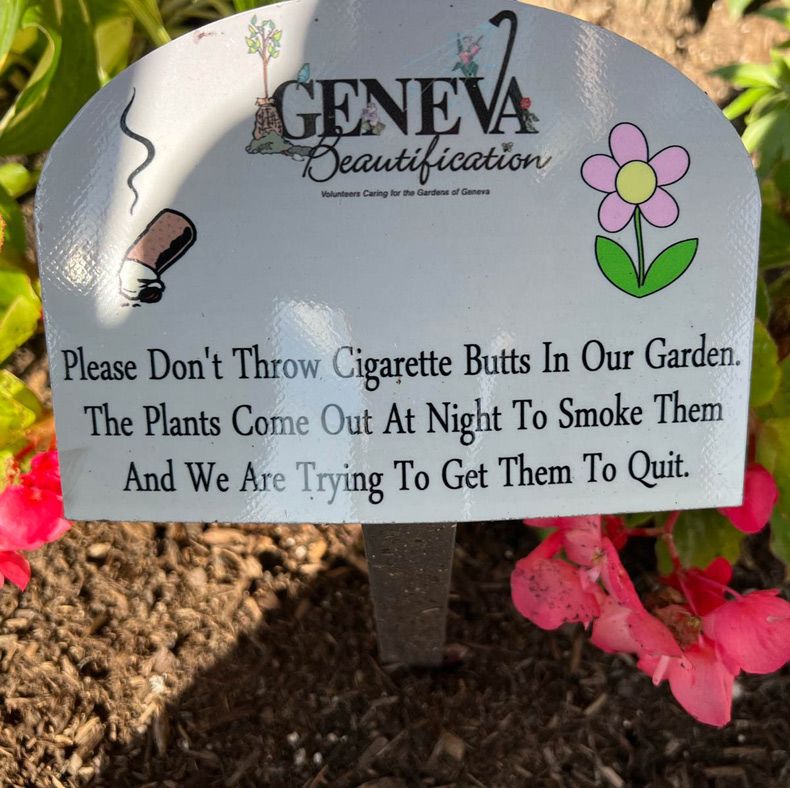 GENEVA
Beautification
Volunteers Caring for the Gardens of Geneva
Please Don't Throw Cigarette Butts In Our Garden.
The Plants Come Out At Night To Smoke Them
And We Are Trying To Get Them To Quit.